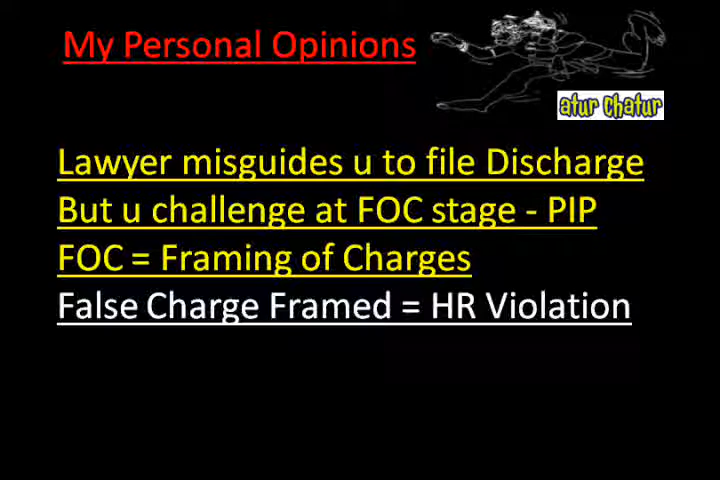 My Personal Opinions
atur chatur
Lawyer misguides u to file Discharge
But u challenge at FOC stage - PIP
FOC = Framing of Charges
False Charge Framed = HR Violation